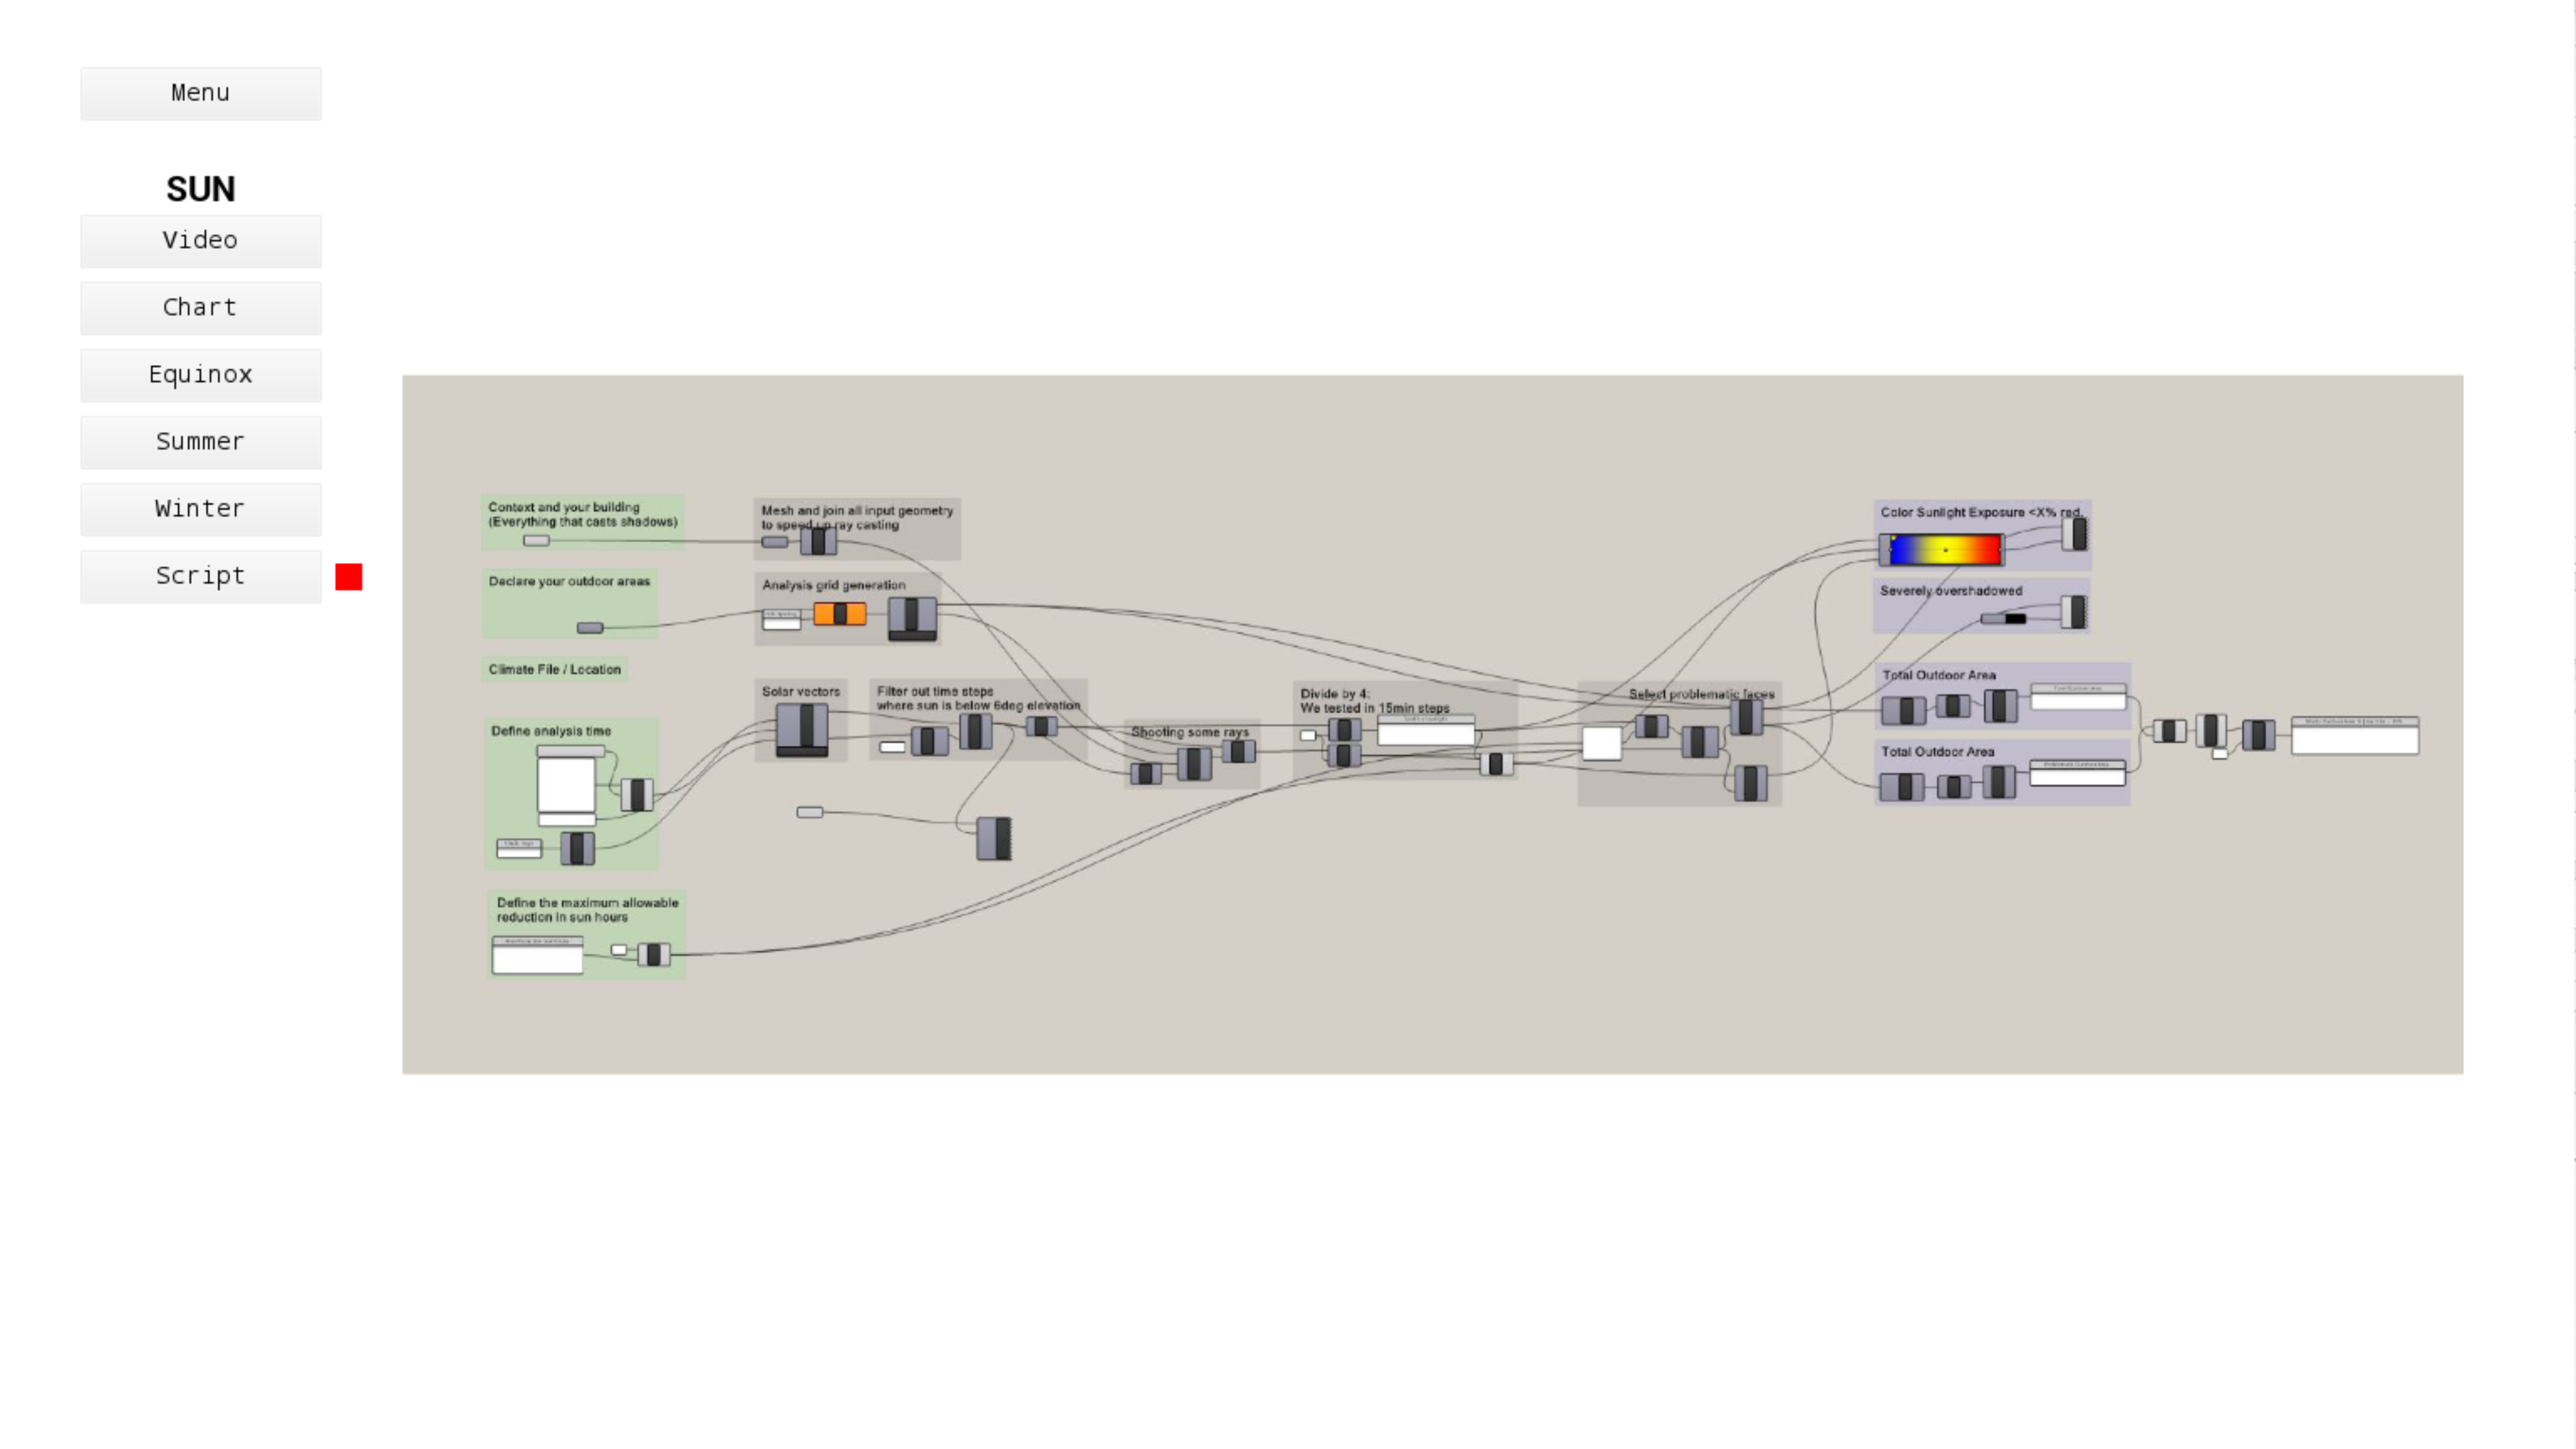 Menu
SUN
Video
Chart
Equinox
Summer
Winter
Script
Context and your building
(Everything that casts shadows)
Mesh and join all input geometry
to speed up ray casting
Declare your outdoor areas
Analysis grid generation
Climate File / Location
Solar vectors
Filter out time steps
where sun is below 6deg elevation
Define analysis time
Shooting some rays
Divide by 4:
We tested in 15min steps
Select problematic faces
Color Sunlight Exposure <X% red.
Severely overshadowed
Total Outdoor Area
Total Outdoor Area
Define the maximum allowable
reduction in sun hours